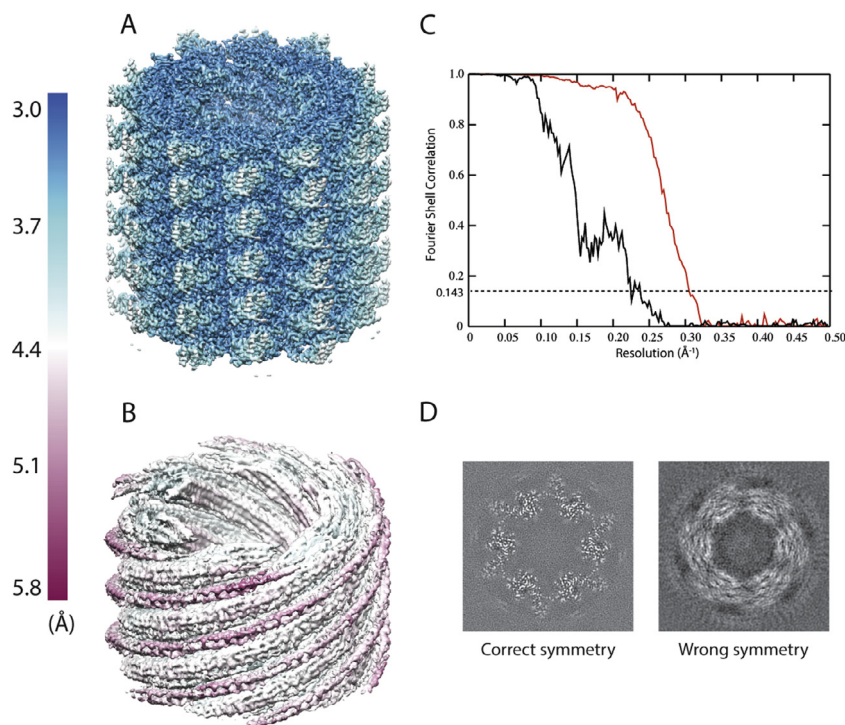 A
3.0
3.7
4.4
5.1
5.8
(Å)
B
C
1.0
0.8
0.6
0.4
0.2
0.143
0
Fourier Shell Correlation
0 0.05 0.10 0.15 0.20 0.25 0.30 0.35 0.40 0.45 0.50
Resolution (Å-1)
D
Correct symmetry
Wrong symmetry